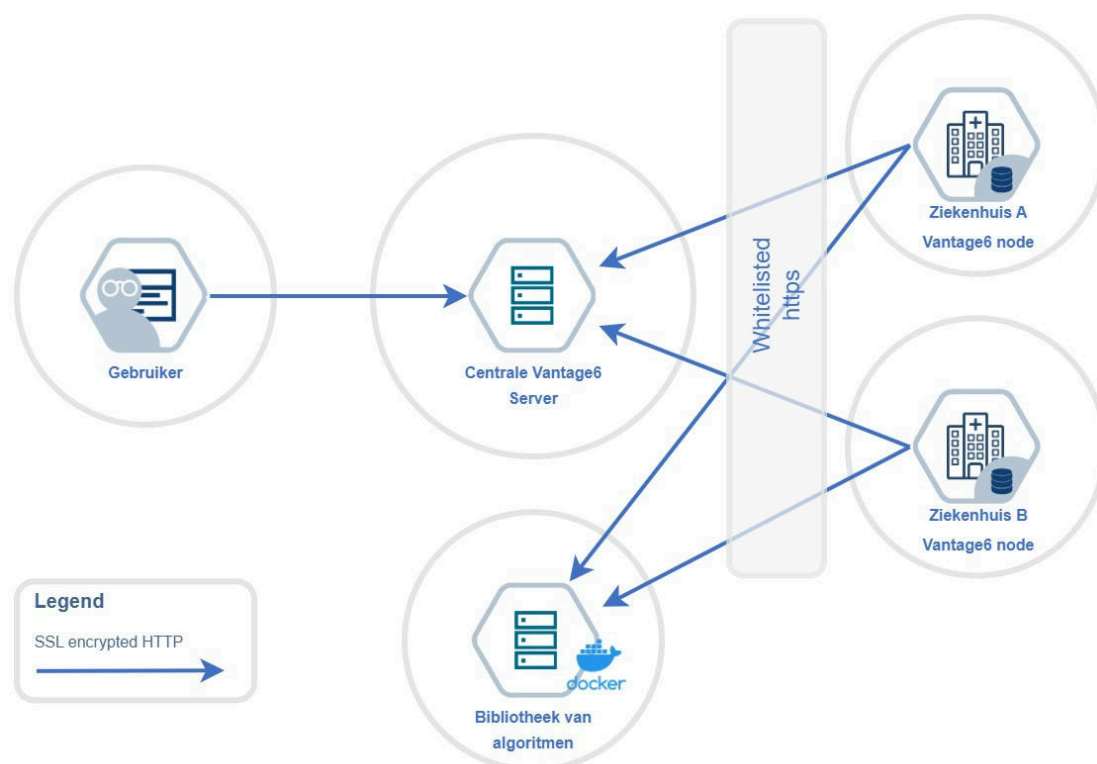 Gebruiker
Centrale Vantage6
Server
Whitelisted
https
Ziekenhuis A
Vantage6 node
Ziekenhuis B
Vantage6 node
Bibliotheek van
algoritmen
docker
Legend
SSL encrypted HTTP